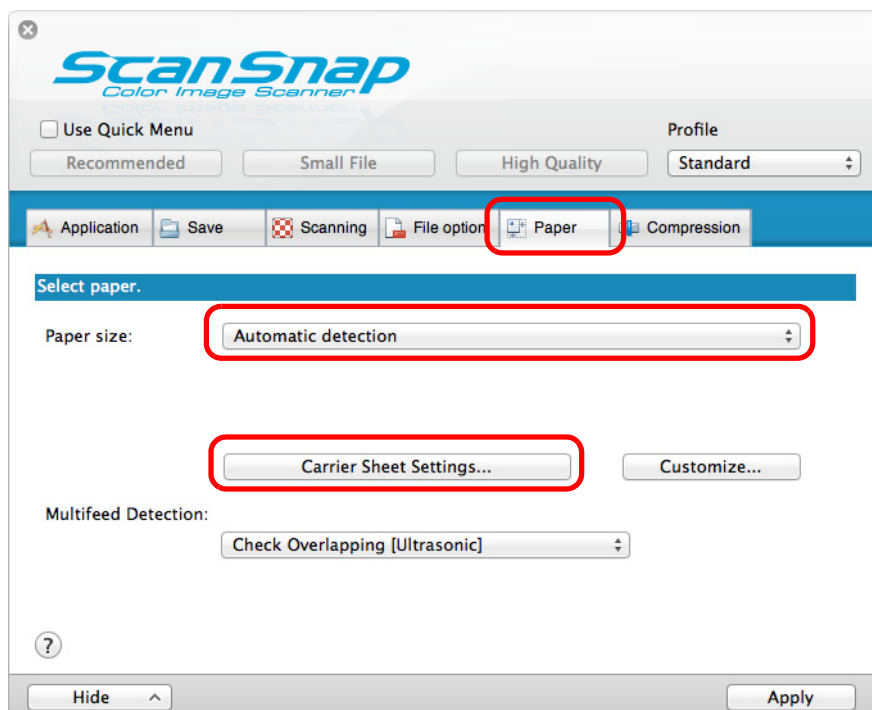 ScanSnap
Color Image Scanner
Use Quick Menu
Profile
Recommended
Small File
High Quality
Standard
Application
Save
Scanning
File option
Paper
Compression
Select paper.
Paper size:
Automatic detection
Carrier Sheet Settings...
Customize...
Multifeed Detection:
Check Overlapping [Ultrasonic]
?
Hide
Apply